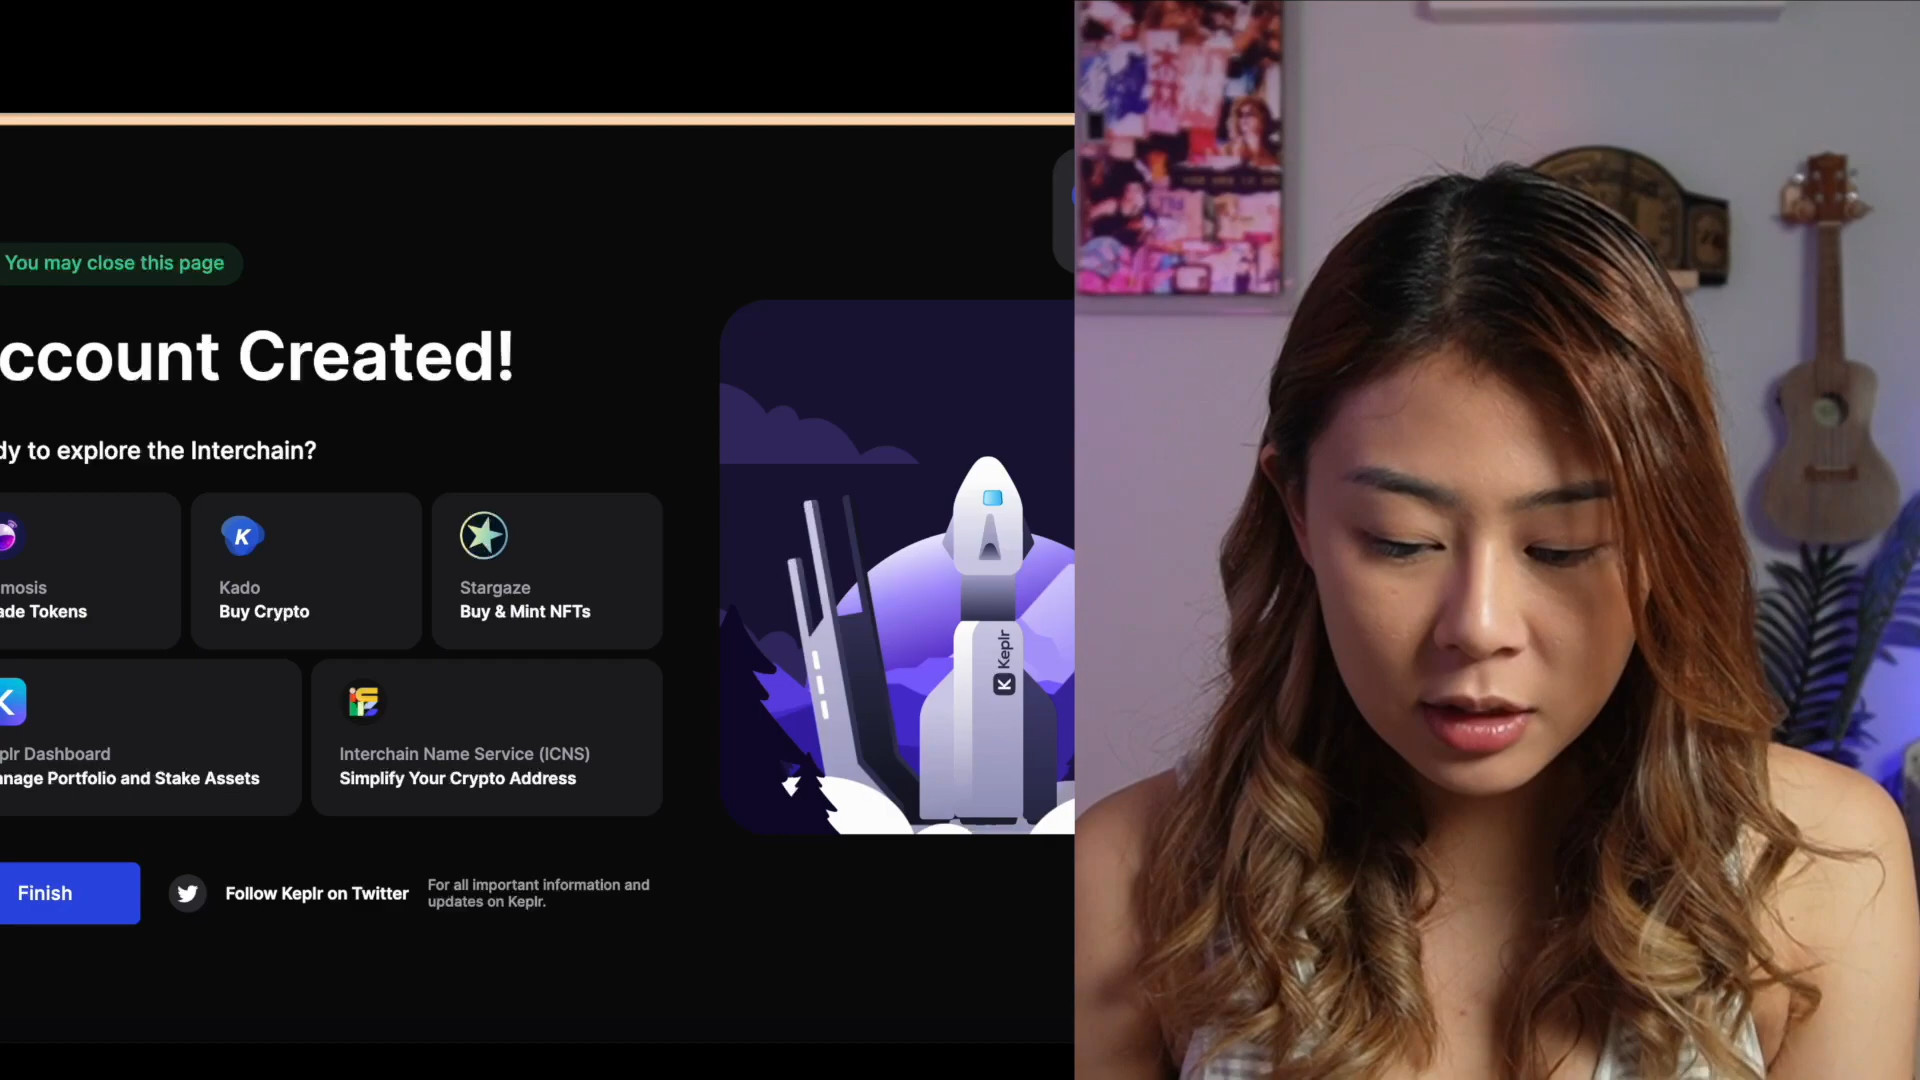 You may close this page
ccount Created!
dy to explore the Interchain?
mosis
ade Tokens
Kado
Buy Crypto
Stargaze
Buy & Mint NFTs
plr Dashboard
anage Portfolio and Stake Assets
Interchain Name Service (ICNS)
Simplify Your Crypto Address
Keplr
Finish
Follow Keplr on Twitter
For all important information and
updates on Keplr.